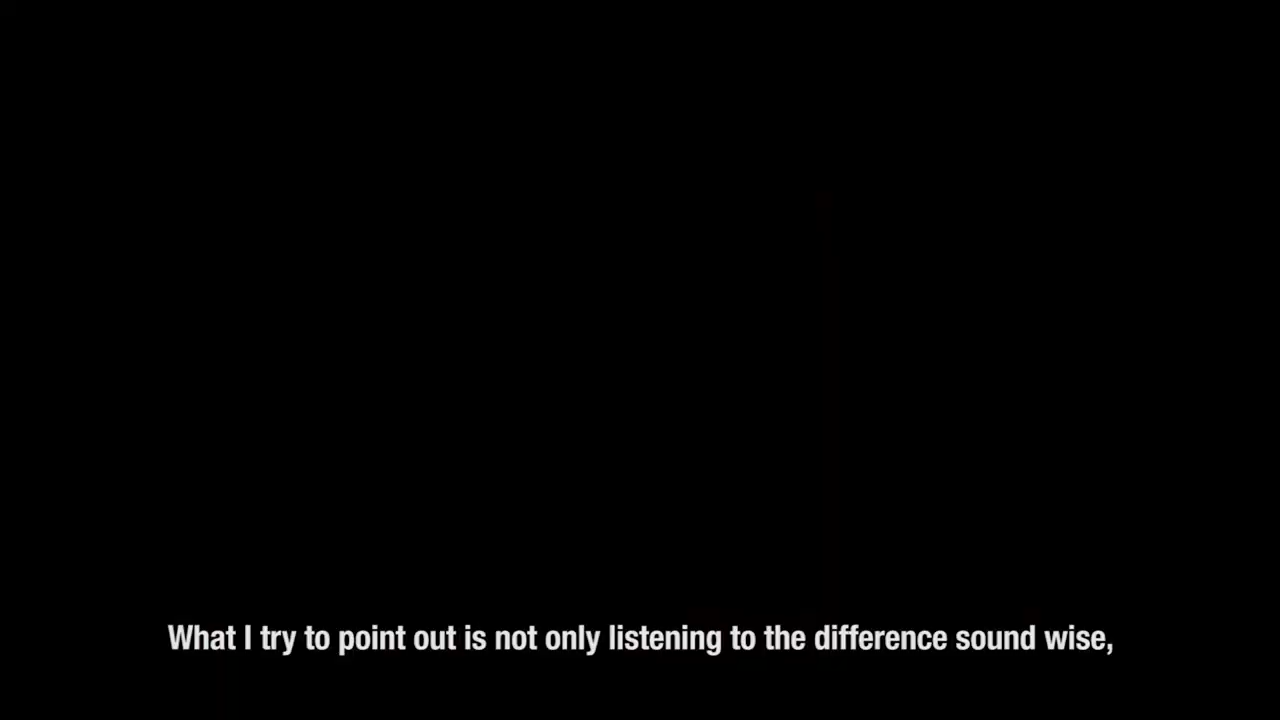 What I try to point out is not only listening to the difference sound wise,